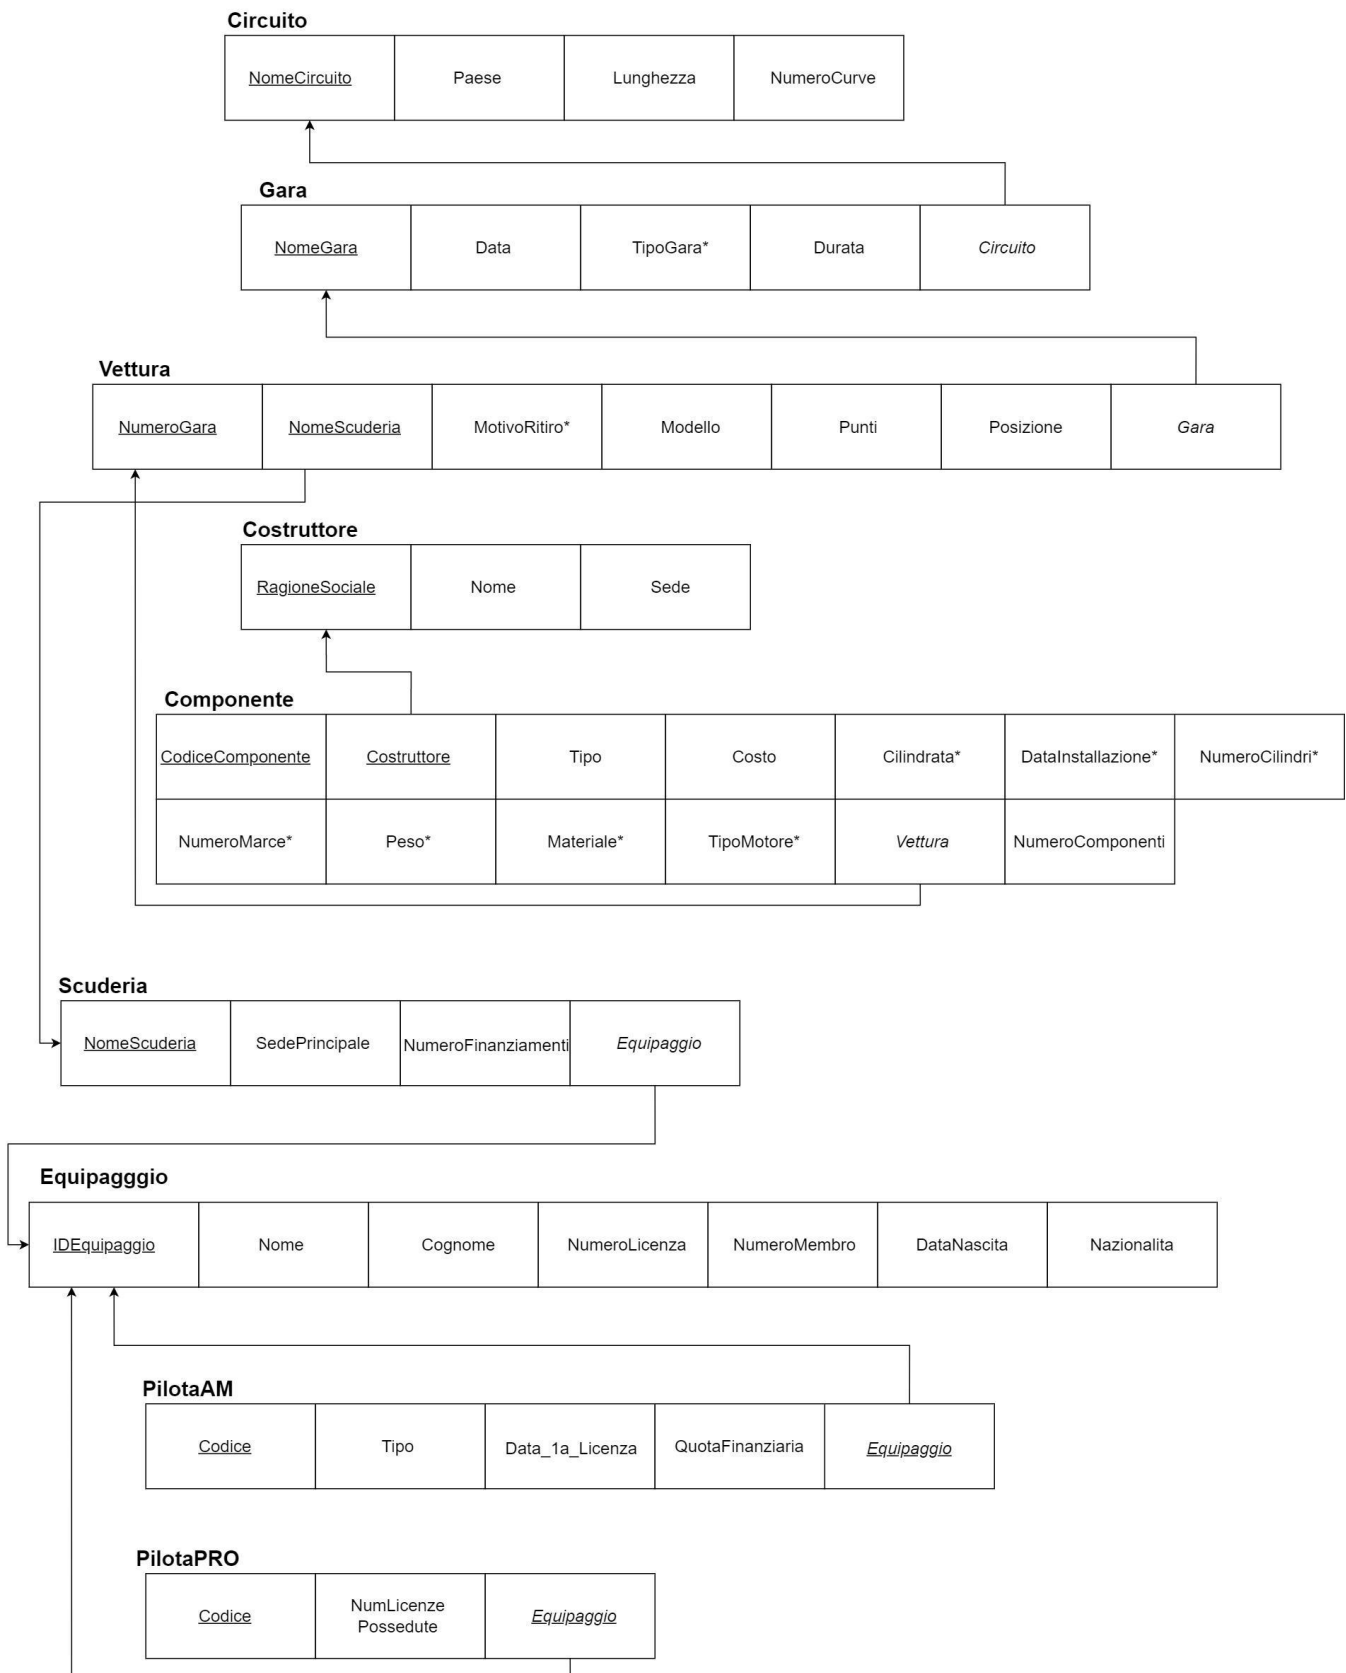 Circuito
NomeCircuito Paese Lunghezza NumeroCurve
Gara
NomeGara Data TipoGara* Durata Circuito
Vettura
NumeroGara NomeScuderia MotivoRitiro* Modello Punti Posizione Gara
Costruttore
RagioneSociale Nome Sede
Componente
CodiceComponente Costruttore Tipo Costo Cilindrata* DataInstallazione* NumeroCilindri*
NumeroMarce* Peso* Materiale* TipoMotore* Vettura NumeroComponenti
Scuderia
NomeScuderia SedePrincipale NumeroFinanziamenti Equipaggio
Equipagggio
IDEquipaggio Nome Cognome NumeroLicenza NumeroMembro DataNascita Nazionalita
PilotaAM
Codice Tipo Data_1a_Licenza QuotaFinanziaria Equipaggio
PilotaPRO
Codice NumLicenze Possedute Equipaggio